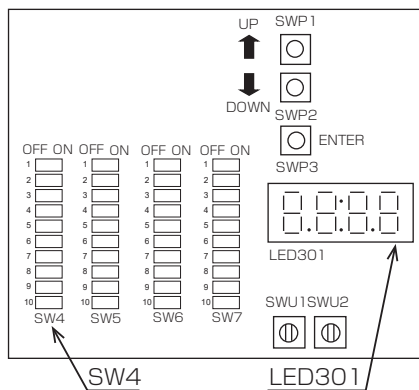 UP
SWP1
DOWN
SWP2
ENTER
SWP3
OFF ON OFF ON OFF ON OFF ON
1 1 1 1
2 2 2 2
3 3 3 3
4 4 4 4
5 5 5 5
6 6 6 6
7 7 7 7
8 8 8 8
9 9 9 9
10 10 10 10
SW4 SW5 SW6 SW7
LED301
SWU1 SWU2
SW4 LED301